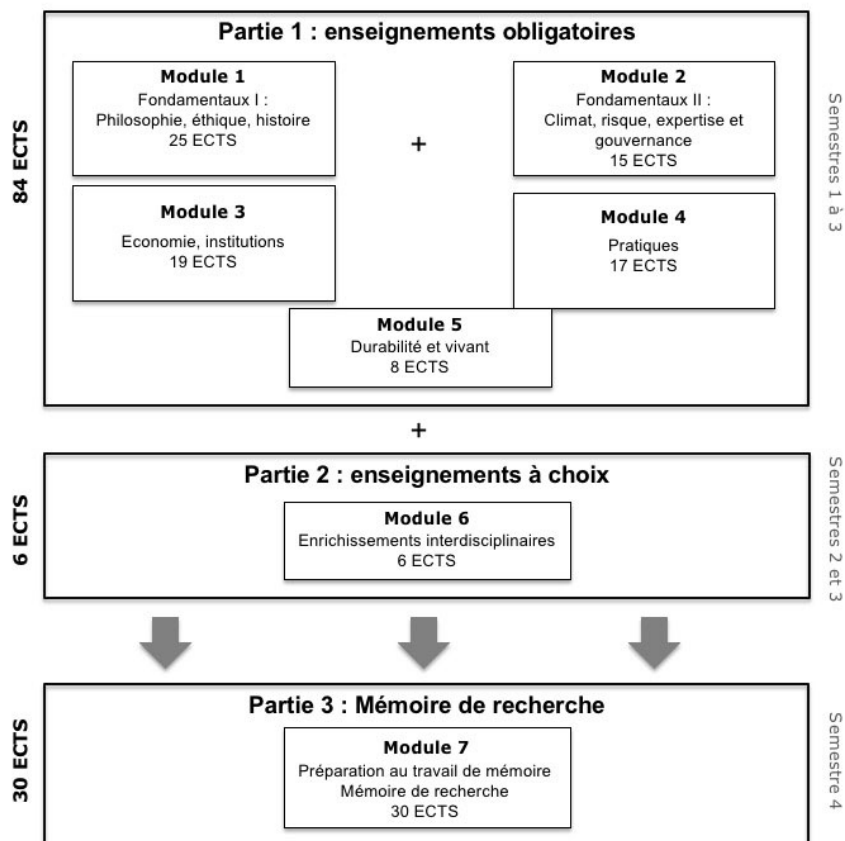 Partie 1 : enseignements obligatoires
84 ECTS
Semestres 1 à 3
Module 1
Fondamentaux I :
Philosophie, éthique, histoire
25 ECTS
+
Module 2
Fondamentaux II :
Climat, risque, expertise et
gouvernance
15 ECTS
Module 3
Economie, institutions
19 ECTS
Module 4
Pratiques
17 ECTS
Module 5
Durabilité et vivant
8 ECTS
+
Partie 2 : enseignements à choix
6 ECTS
Semestres 2 et 3
Module 6
Enrichissements interdisciplinaires
6 ECTS
Partie 3 : Mémoire de recherche
30 ECTS
Semestre 4
Module 7
Préparation au travail de mémoire
Mémoire de recherche
30 ECTS